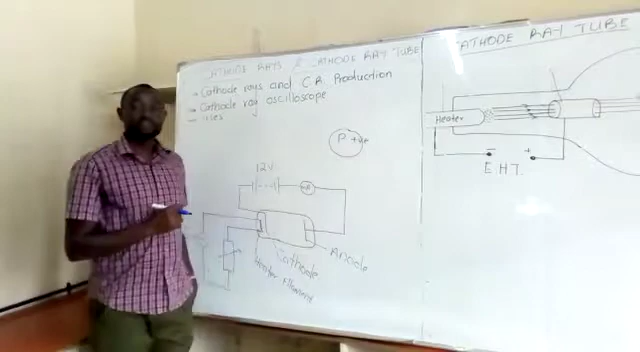 CATHODE RAYS & CATHODE RAY TUBE
→ Cathode rays and C.R Production
→ Cathode ray oscilloscope
– uses
P +ve
12V
A
Anode
Cathode
Heater filament
CATHODE RAY TUBE
Heater
– +
E.H.T.